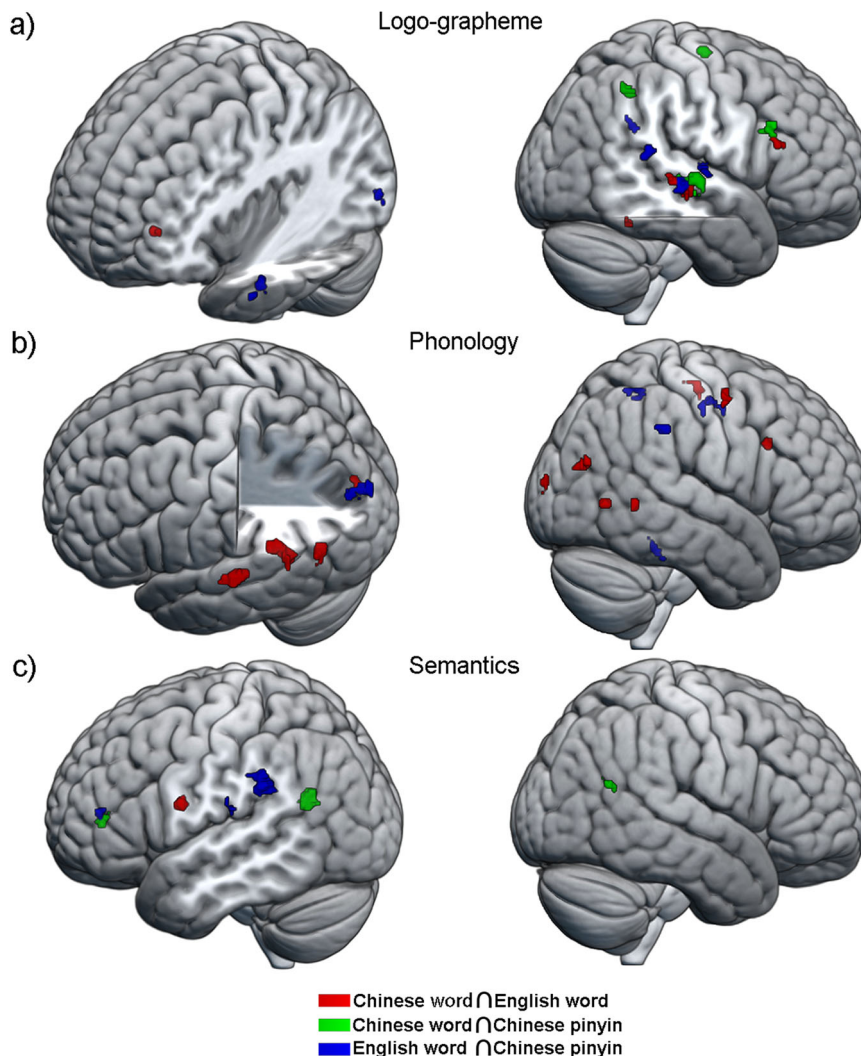 a) Logo-grapheme
b) Phonology
c) Semantics
Chinese word ⋂ English word
Chinese word ⋂ Chinese pinyin
English word ⋂ Chinese pinyin